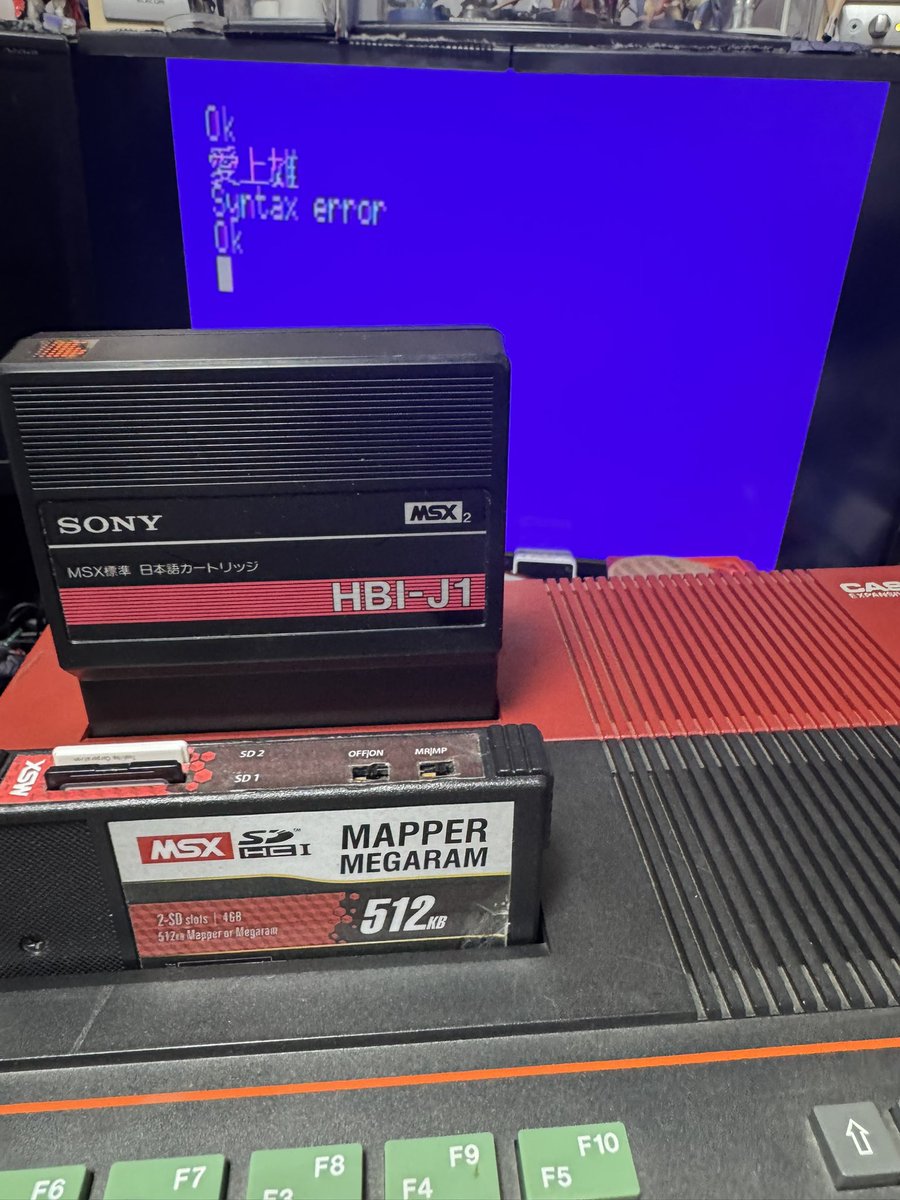 Ok
愛上雄
Syntax error
Ok
SONY
MSX2
MSX標準 日本語カートリッジ
HBI-J1
CAS
EXPANSI
SD 2
OFF|ON
MR|MP
SD 1
MSX
MSX
SD HC I
MAPPER
MEGARAM
2-SD slots | 4GB
512KB Mapper or Megaram
512KB
F6
F7
F8
F3
F9
F4
F10
F5
⇧